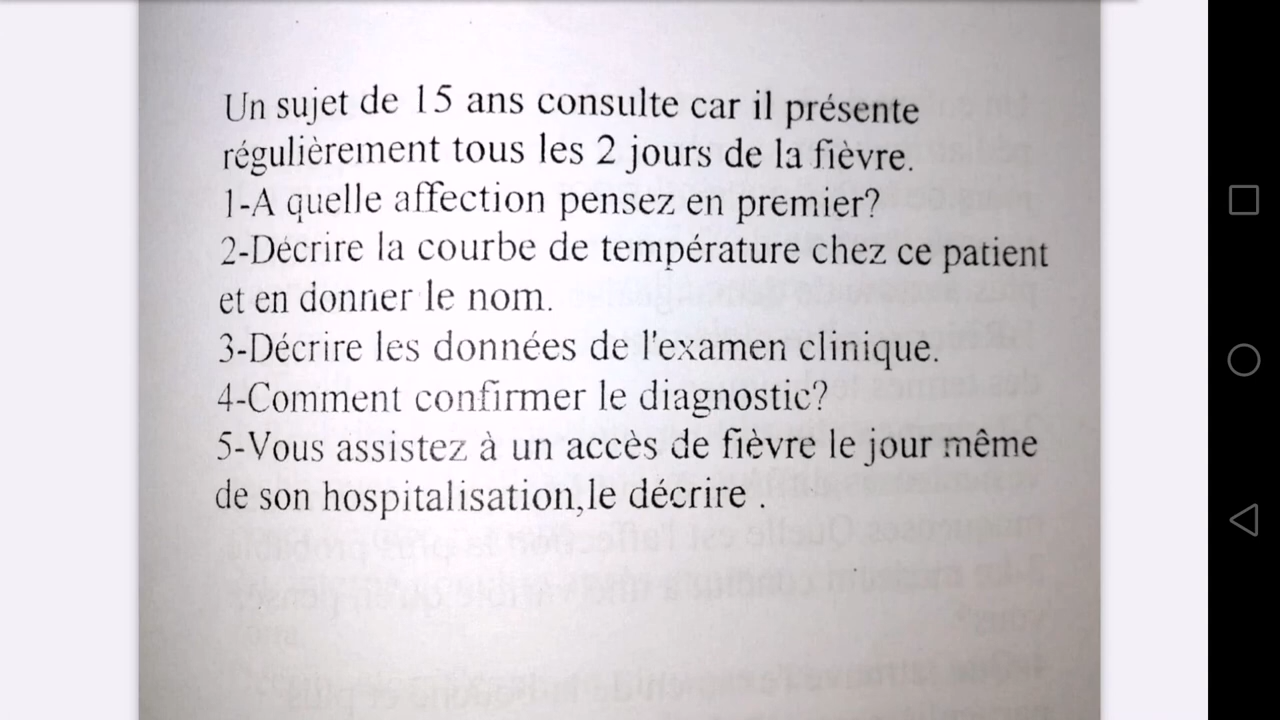 Un sujet de 15 ans consulte car il présente
régulièrement tous les 2 jours de la fièvre.
1-A quelle affection pensez en premier?
2-Décrire la courbe de température chez ce patient
et en donner le nom.
3-Décrire les données de l'examen clinique.
4-Comment confirmer le diagnostic?
5-Vous assistez à un accès de fièvre le jour même
de son hospitalisation,le décrire .